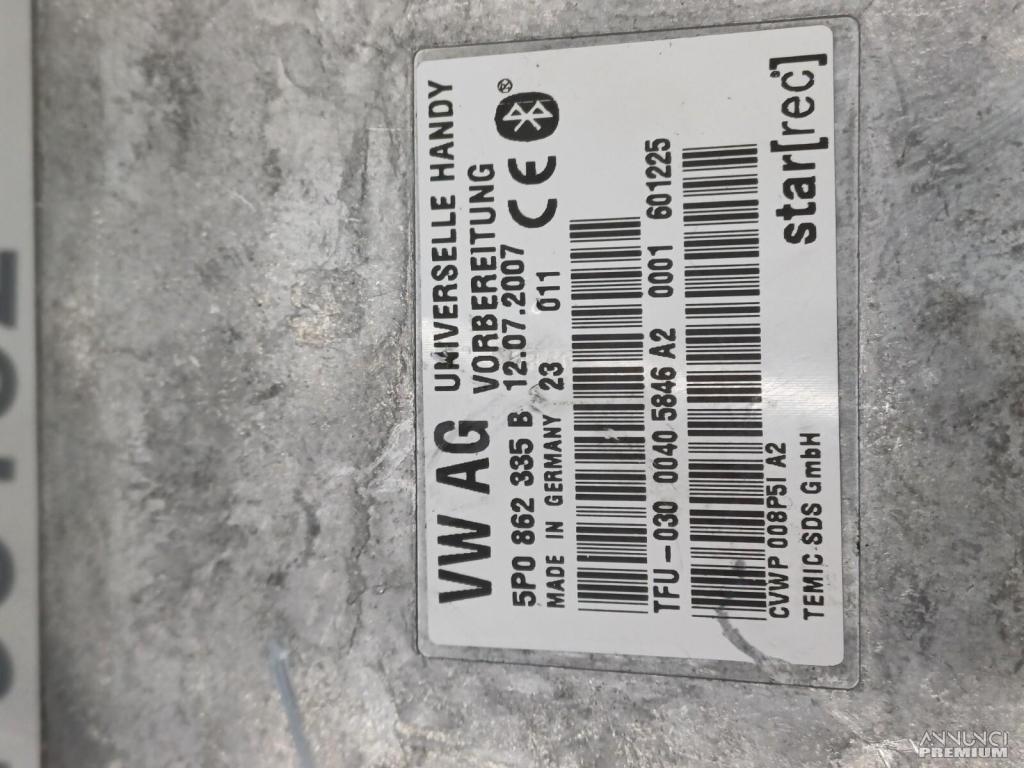 VW AG UNIVERSELLE HANDY
VORBEREITUNG
5P0 862 335 B 12.07.2007
MADE IN GERMANY 23 011
TFU-030 0040 5846 A2 0001 601225
CVWP 008P5I A2
TEMIC SDS GmbH
star[rec]
ANNUNCI
PREMIUM